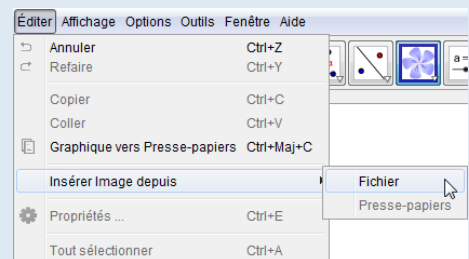 Éditer Affichage Options Outils Fenêtre Aide
Annuler Ctrl+Z
Refaire Ctrl+Y
Copier Ctrl+C
Coller Ctrl+V
Graphique vers Presse-papiers Ctrl+Maj+C
Insérer Image depuis
Fichier
Presse-papiers
Propriétés ... Ctrl+E
Tout sélectionner Ctrl+A
a=